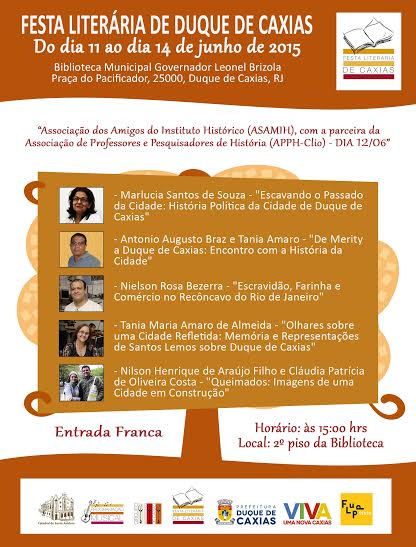 FESTA LITERÁRIA DE DUQUE DE CAXIAS
Do dia 11 ao dia 14 de junho de 2015
Biblioteca Municipal Governador Leonel Brizola
Praça do Pacificador, 25000, Duque de Caxias, RJ
FESTA LITERÁRIA
DE CAXIAS
"Associação dos Amigos do Instituto Histórico (ASAMIH), com a parceira da
Associação de Professores e Pesquisadores de História (APPH-Clio) - DIA 12/06"
- Marlucia Santos de Souza - "Escavando o Passado
da Cidade: História Política da Cidade de Duque de
Caxias"
- Antonio Augusto Braz e Tania Amaro - "De Merity
a Duque de Caxias: Encontro com a História da
Cidade"
- Nielson Rosa Bezerra - "Escravidão, Farinha e
Comércio no Recôncavo do Rio de Janeiro"
- Tania Maria Amaro de Almeida - "Olhares sobre
uma Cidade Refletida: Memória e Representações
de Santos Lemos sobre Duque de Caxias"
- Nilson Henrique de Araújo Filho e Cláudia Patrícia
de Oliveira Costa - "Queimados: Imagens de uma
Cidade em Construção"
Entrada Franca
Horário: às 15:00 hrs
Local: 2º piso da Biblioteca
MUSICAL
FESTA LITERÁRIA
DE CAXIAS
PREFEITURA
DUQUE DE
CAXIAS
VIVA
UMA NOVA CAXIAS